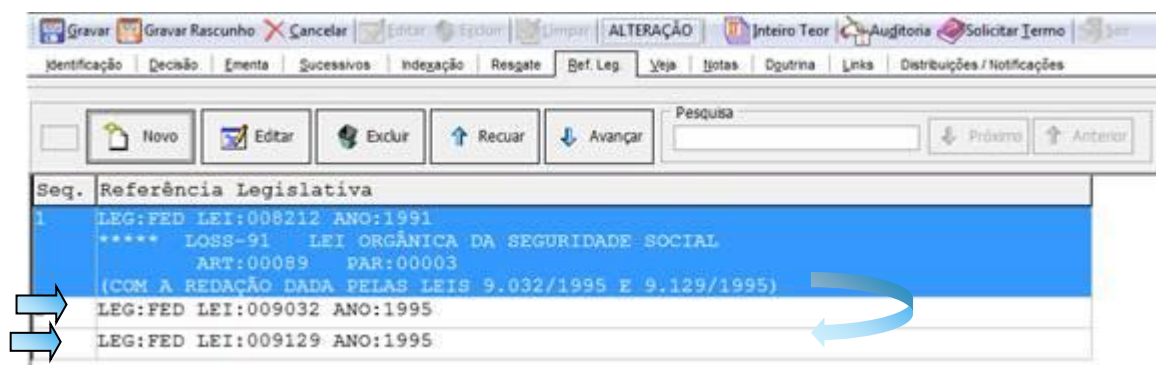 Gravar Gravar Rascunho Cancelar Editar Excluir Limpar ALTERAÇÃO Inteiro Teor Auditoria Solicitar Termo Sair
Identificação Decisão Ementa Sucessivos Indexação Resgate Ref. Leg. Veja Notas Doutrina Links Distribuições / Notificações
Pesquisa
Novo Editar Excluir Recuar Avançar Próximo Anterior
Seq. Referência Legislativa
1 LEG:FED LEI:008212 ANO:1991
***** LOSS-91 LEI ORGÂNICA DA SEGURIDADE SOCIAL
ART:00089 PAR:00003
(COM A REDAÇÃO DADA PELAS LEIS 9.032/1995 E 9.129/1995)
LEG:FED LEI:009032 ANO:1995
LEG:FED LEI:009129 ANO:1995